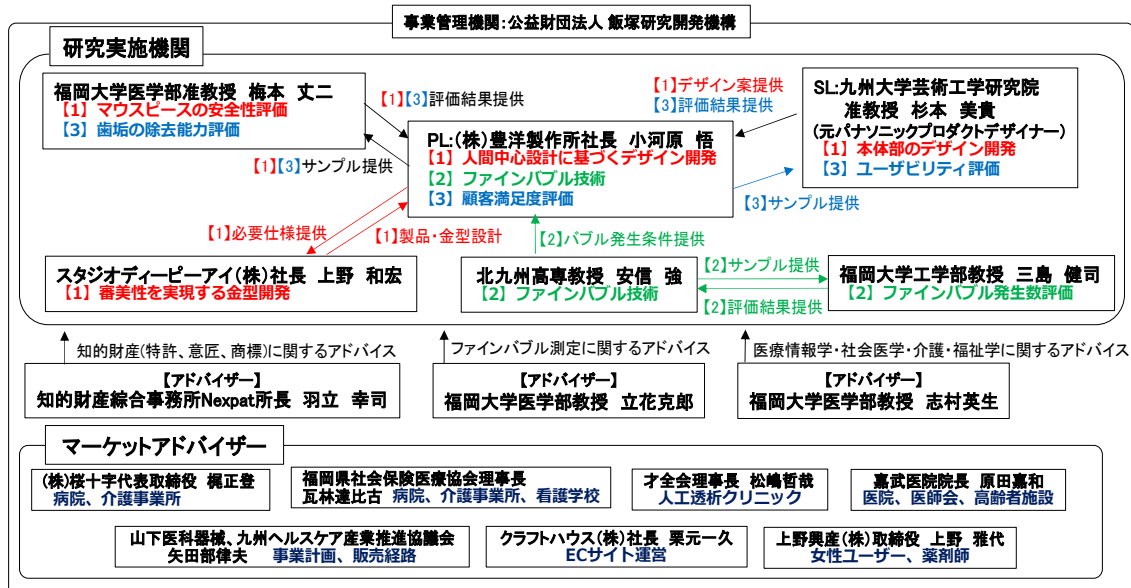 事業管理機関:公益財団法人 飯塚研究開発機構
研究実施機関
福岡大学医学部准教授 梅本 丈二
【1】マウスピースの安全性評価
【3】歯垢の除去能力評価
【1】【3】評価結果提供
【1】【3】サンプル提供
PL:(株)豊洋製作所社長 小河原 悟
【1】人間中心設計に基づくデザイン開発
【2】ファインバブル技術
【3】顧客満足度評価
【1】デザイン案提供
【3】評価結果提供
SL:九州大学芸術工学研究院
准教授 杉本 美貴
(元パナソニックプロダクトデザイナー)
【1】本体部のデザイン開発
【3】ユーザビリティ評価
【3】サンプル提供
【1】必要仕様提供
【1】製品・金型設計
【2】バブル発生条件提供
スタジオディーピーアイ(株)社長 上野 和宏
【1】審美性を実現する金型開発
北九州高専教授 安信 強
【2】ファインバブル技術
【2】サンプル提供
【2】評価結果提供
福岡大学工学部教授 三島 健司
【2】ファインバブル発生数評価
知的財産(特許、意匠、商標)に関するアドバイス
ファインバブル測定に関するアドバイス
医療情報学・社会医学・介護・福祉学に関するアドバイス
【アドバイザー】
知的財産綜合事務所Nexpat所長 羽立 幸司
【アドバイザー】
福岡大学医学部教授 立花克郎
【アドバイザー】
福岡大学医学部教授 志村英生
マーケットアドバイザー
(株)桜十字代表取締役 梶正登
病院、介護事業所
福岡県社会保険医療協会理事長
瓦林達比古 病院、介護事業所、看護学校
才全会理事長 松嶋哲哉
人工透析クリニック
嘉武医院院長 原田嘉和
医院、医師会、高齢者施設
山下医科器械、九州ヘルスケア産業推進協議会
矢田部律夫 事業計画、販売経路
クラフトハウス(株)社長 栗元一久
ECサイト運営
上野興産(株)取締役 上野 雅代
女性ユーザー、薬剤師